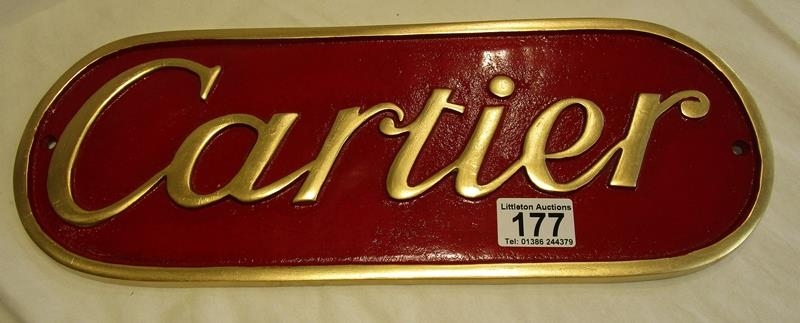 Cartier
Littleton Auctions
177
Tel: 01386 244379